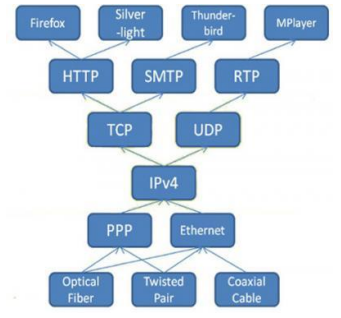 Firefox
Silver
-light
Thunder-
bird
MPlayer
HTTP
SMTP
RTP
TCP
UDP
IPv4
PPP
Ethernet
Optical
Fiber
Twisted
Pair
Coaxial
Cable